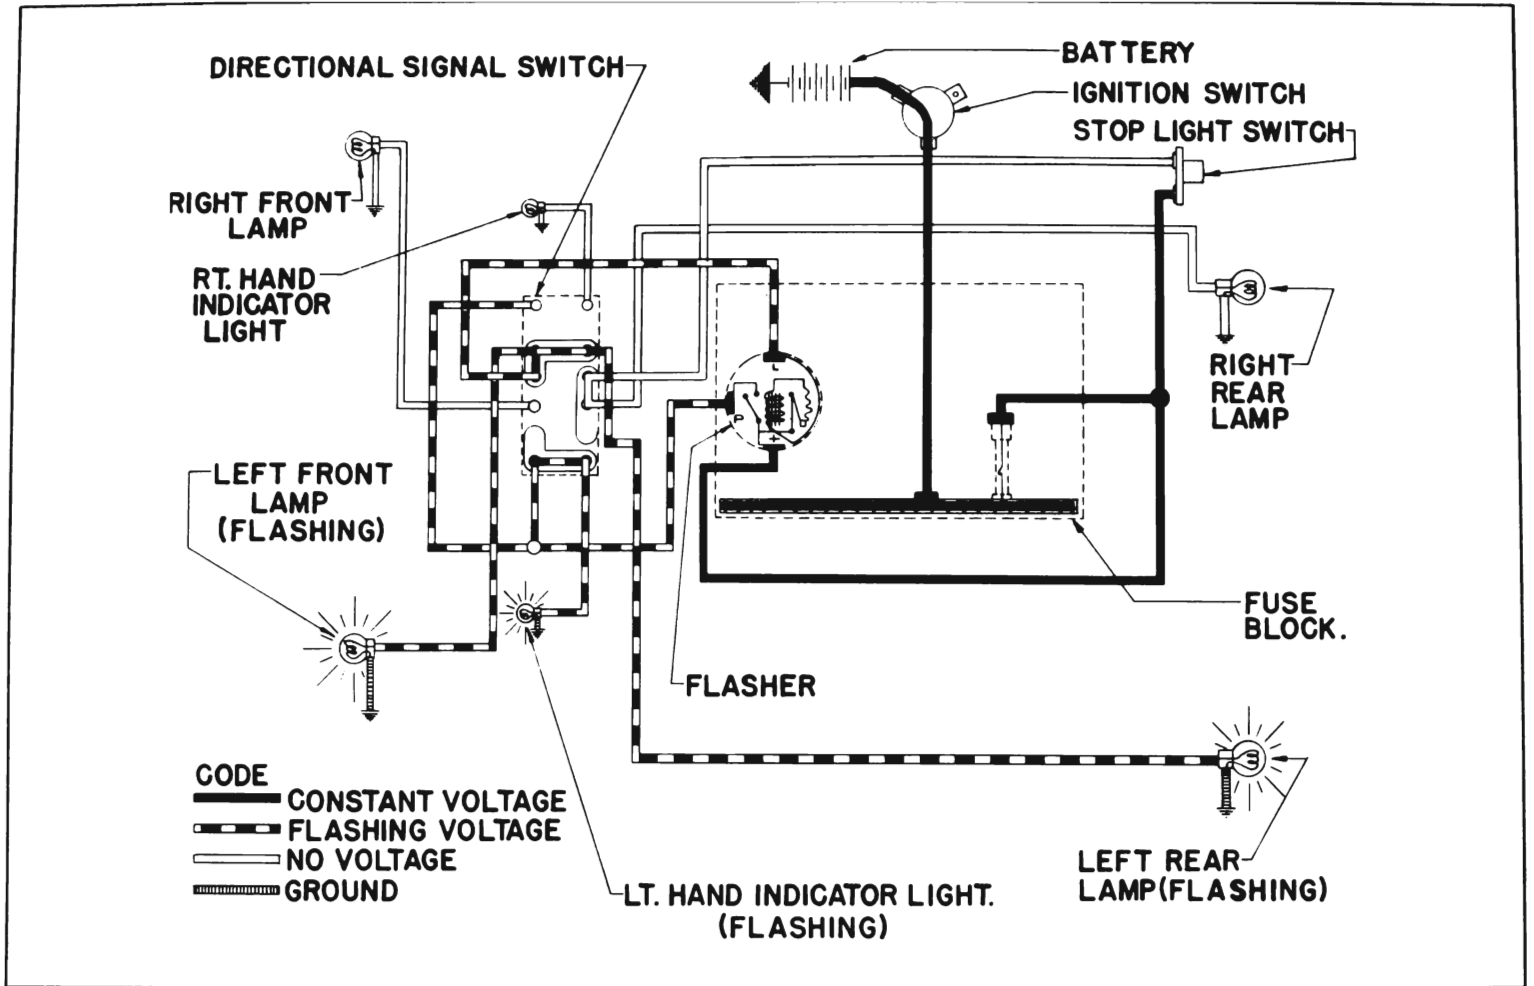 DIRECTIONAL SIGNAL SWITCH
BATTERY
IGNITION SWITCH
STOP LIGHT SWITCH
RIGHT FRONT
LAMP
RT. HAND
INDICATOR
LIGHT
L
P
+
RIGHT
REAR
LAMP
LEFT FRONT
LAMP
(FLASHING)
FUSE
BLOCK.
FLASHER
CODE
CONSTANT VOLTAGE
FLASHING VOLTAGE
NO VOLTAGE
GROUND
LT. HAND INDICATOR LIGHT.
(FLASHING)
LEFT REAR
LAMP(FLASHING)